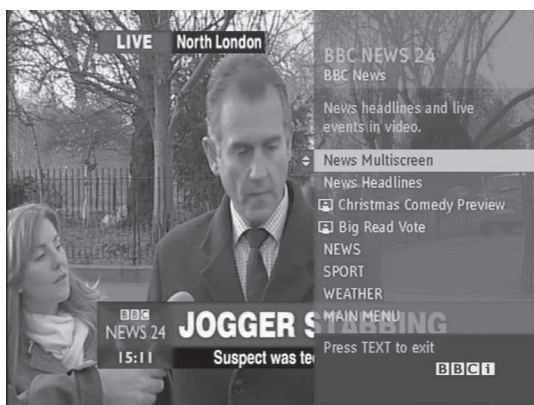 LIVE North London
BBC NEWS 24
BBC News
News headlines and live
events in video.
News Multiscreen
News Headlines
Christmas Comedy Preview
Big Read Vote
NEWS
SPORT
WEATHER
MAIN MENU
Press TEXT to exit
BBCi
BBC
NEWS 24
15:11
JOGGER STABBING
Suspect was